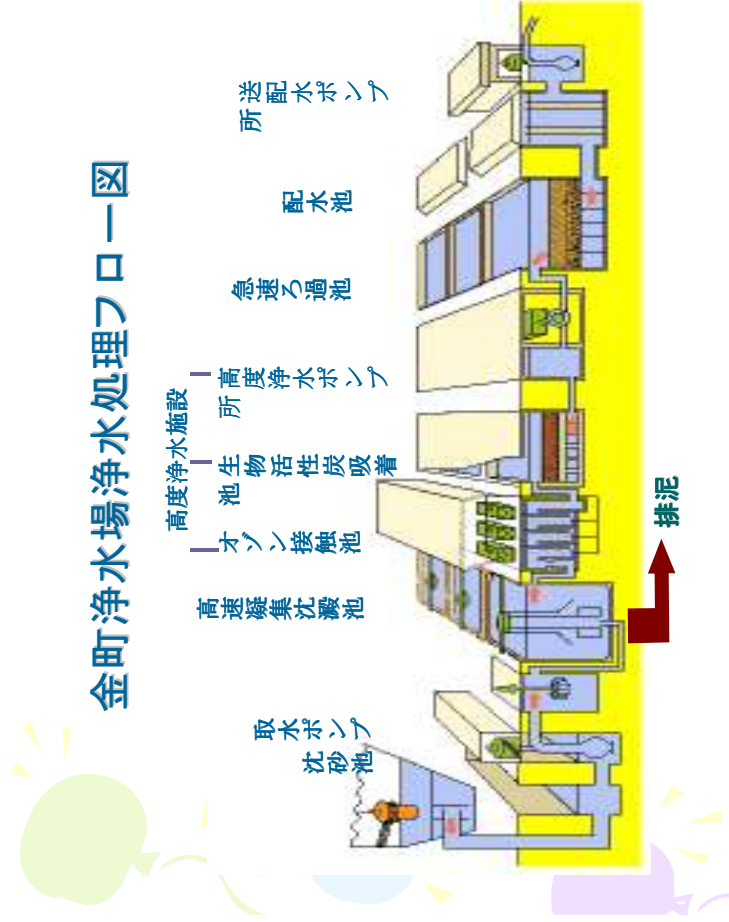 金町浄水場浄水処理フロー図
高度浄水施設
沈砂池
取水ポンプ
高速凝集沈澱池
オゾン接触池
生物活性炭吸着
池
高度浄水ポンプ
所
急速ろ過池
配水池
送配水ポンプ
所
排泥